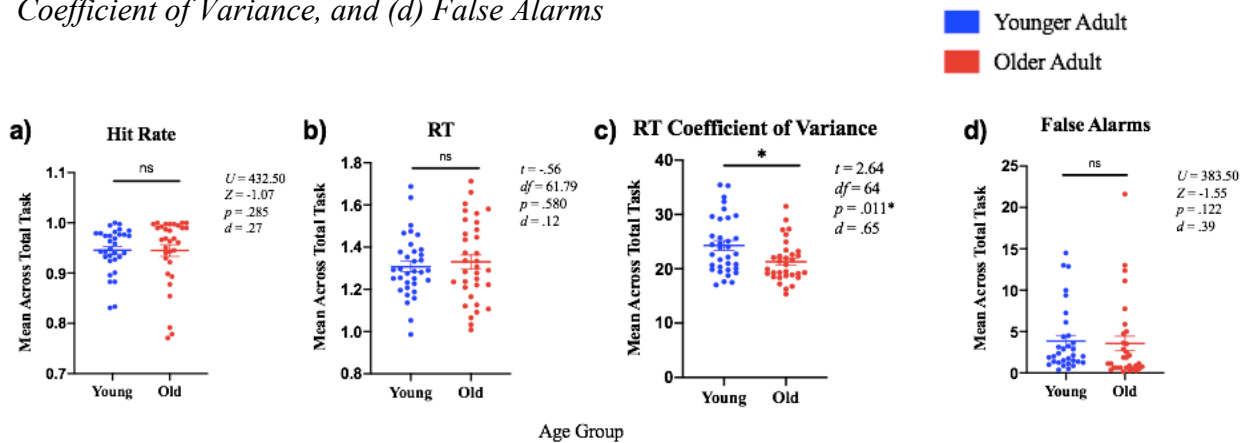 Coefficient of Variance, and (d) False Alarms
Younger Adult
Older Adult
a)
Hit Rate
Mean Across Total Task
1.1
1.0
0.9
0.8
0.7
ns
U = 432.50
Z = -1.07
p = .285
d = .27
Young Old
b)
RT
Mean Across Total Task
1.8
1.6
1.4
1.2
1.0
0.8
ns
t = -.56
df = 61.79
p = .580
d = .12
Young Old
c)
RT Coefficient of Variance
Mean Across Total Task
40
30
20
10
0
*
t = 2.64
df = 64
p = .011*
d = .65
Young Old
d)
False Alarms
Mean Across Total Task
25
20
15
10
5
0
ns
U = 383.50
Z = -1.55
p = .122
d = .39
Young Old
Age Group